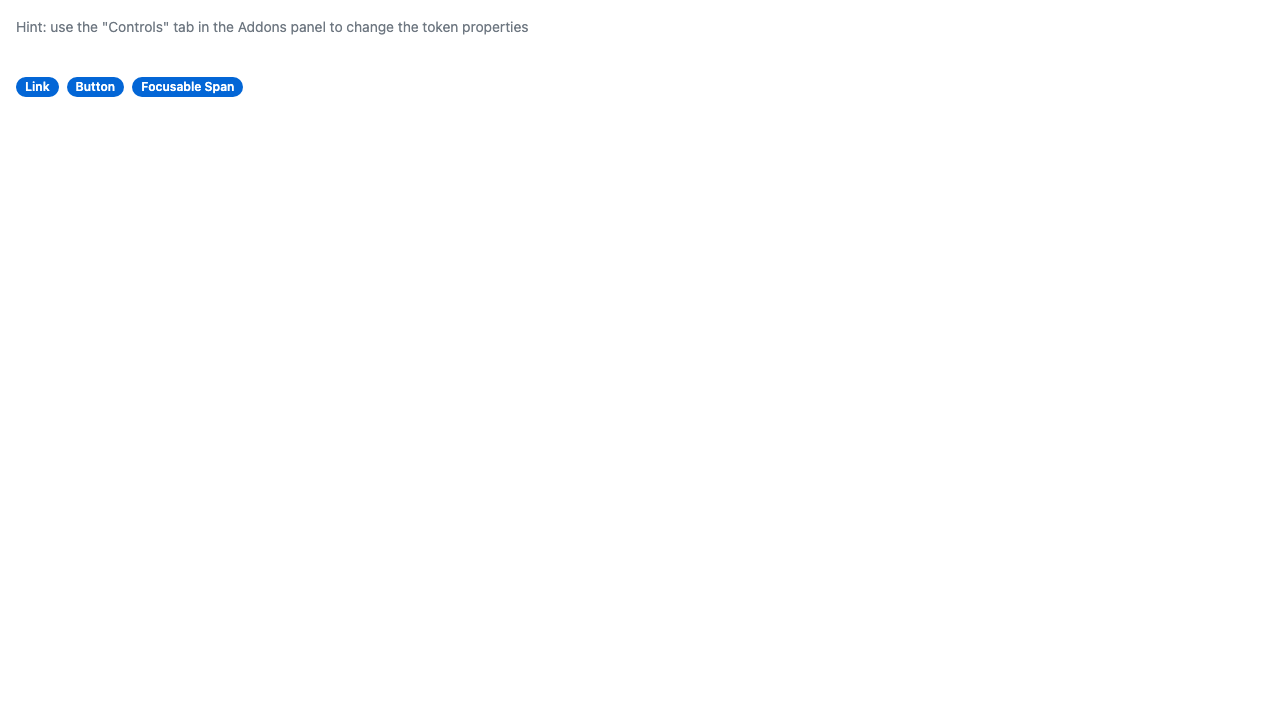 Hint: use the "Controls" tab in the Addons panel to change the token properties
Link Button Focusable Span